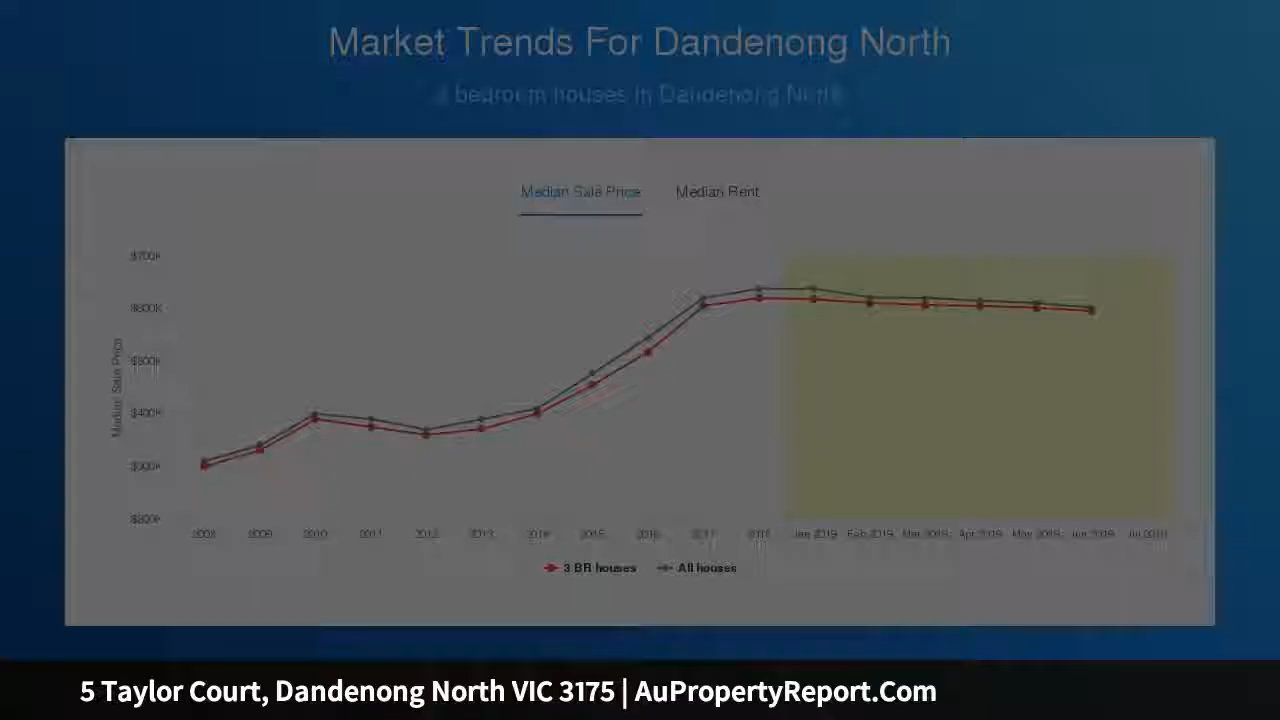 Market Trends For Dandenong North
bedroom houses in Dandenong North
Median Sale Price Median Rent
$700K
$600K
$500K
$400K
$300K
$200K
Median Sale Price
2008 2009 2010 2011 2012 2013 2014 2015 2016 2017 2018 Jan 2019 Feb 2019 Mar 2019 Apr 2019 May 2019 Jun 2019 Jul 2019
3 BR houses All houses
5 Taylor Court, Dandenong North VIC 3175 | AuPropertyReport.Com